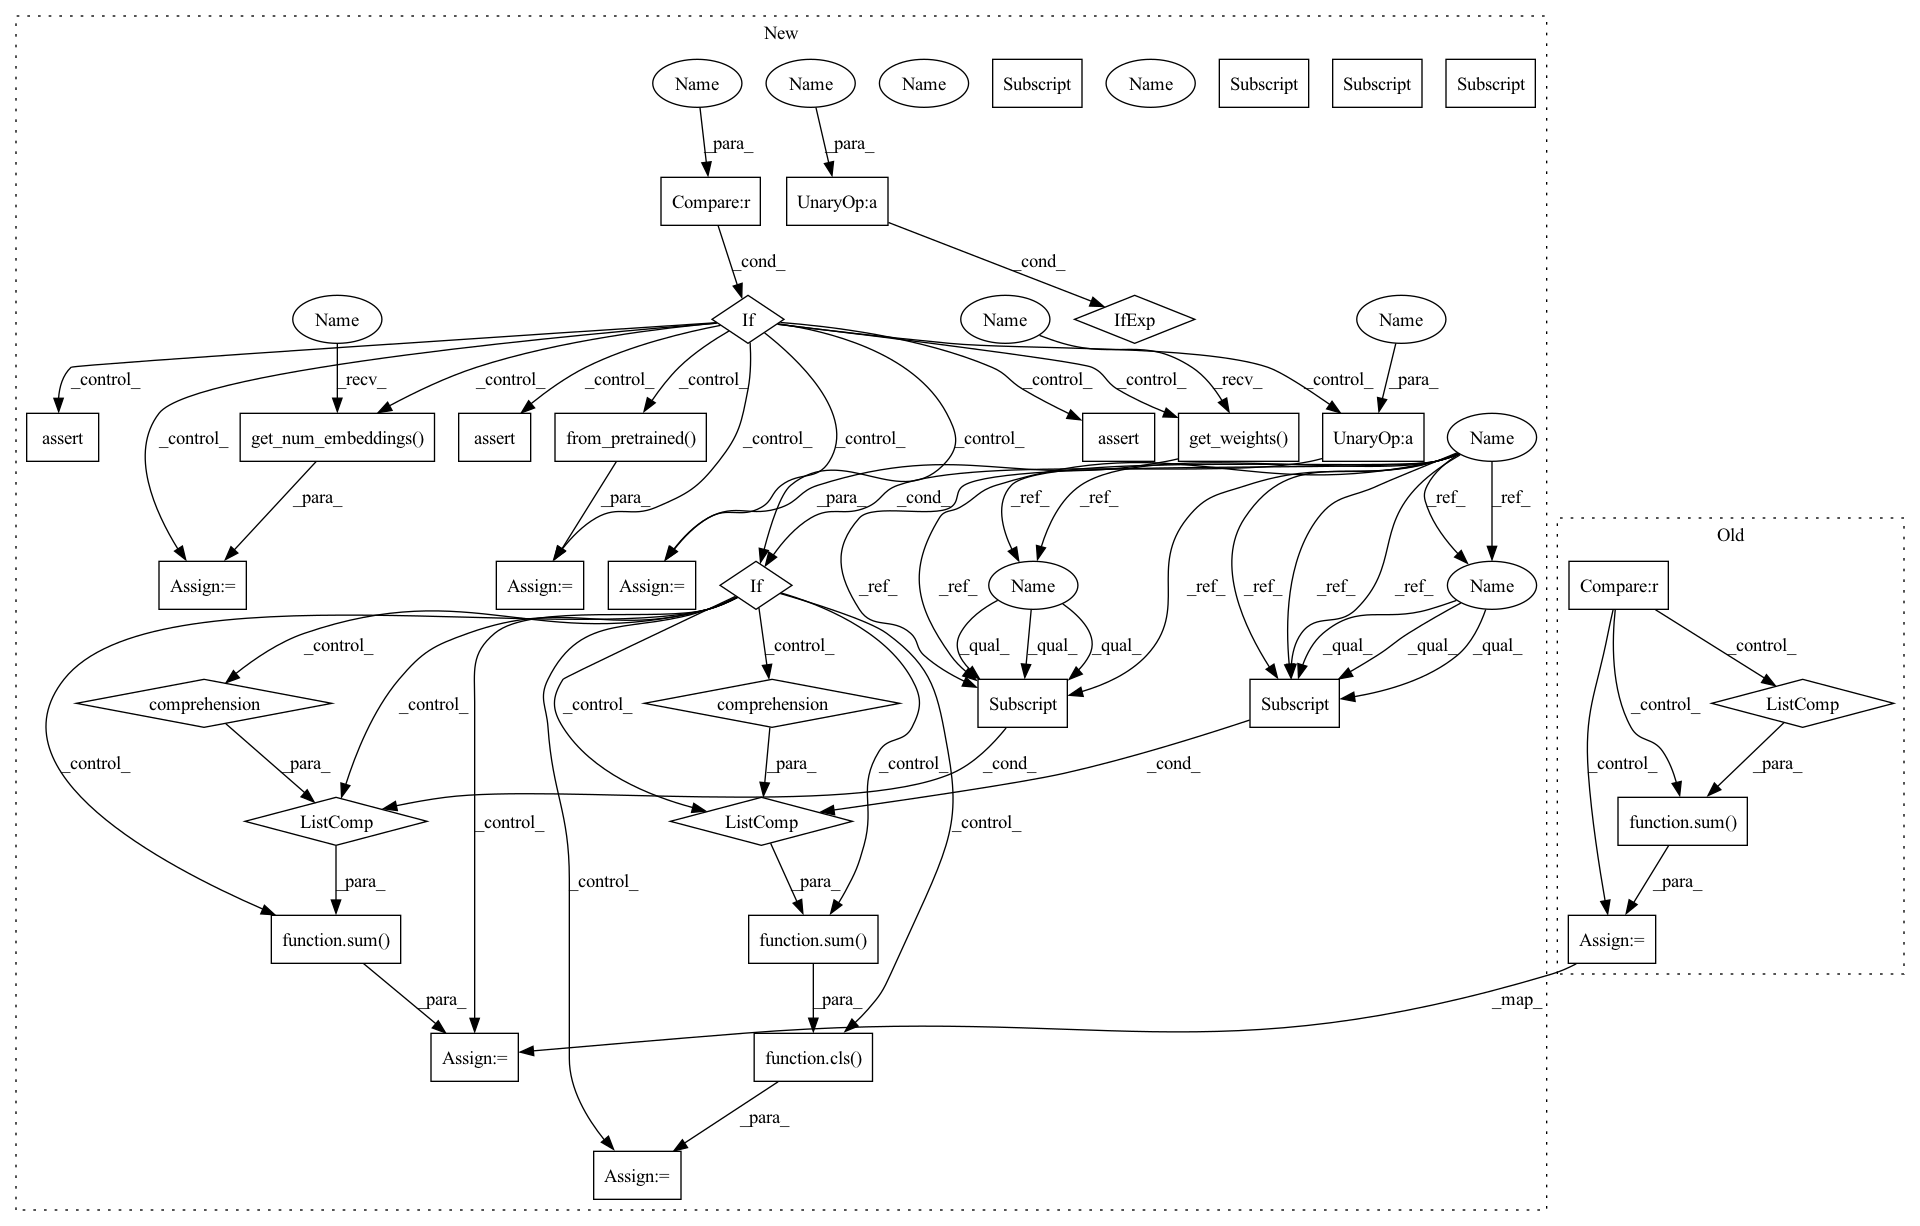 New
Name
Name
Name
Subscript
Name
Subscript
Subscript
Subscript
_para_
_para_
Compare:r
UnaryOp:a
_cond_
_cond_
Name
If
Name
IfExp
Name
_control_
_recv_
_control_
_control_
_control_
_control_
_control_
_recv_
_control_
_para_
assert
_control_
get_num_embeddings()
assert
from_pretrained()
_control_
_control_
_control_
assert
get_weights()
UnaryOp:a
Name
_para_
_para_
_para_
_cond_
_ref_
_ref_
_ref_
_ref_
Old
Assign:=
Assign:=
Assign:=
If
_ref_
_ref_
Name
_ref_
_ref_
_ref_
_ref_
Name
Compare:r
_control_
_control_
_qual_
_qual_
_qual_
_qual_
_qual_
_qual_
_control_
comprehension
_control_
_control_
comprehension
Subscript
Subscript
_control_
ListComp
_control_
_para_
_para_
_control_
_cond_
_cond_
_control_
_para_
ListComp
ListComp
function.sum()
_control_
_control_
_para_
_control_
_para_
_para_
function.sum()
function.sum()
Assign:=
_para_
_para_
_map_
Assign:=
function.cls()
_para_
Assign:=